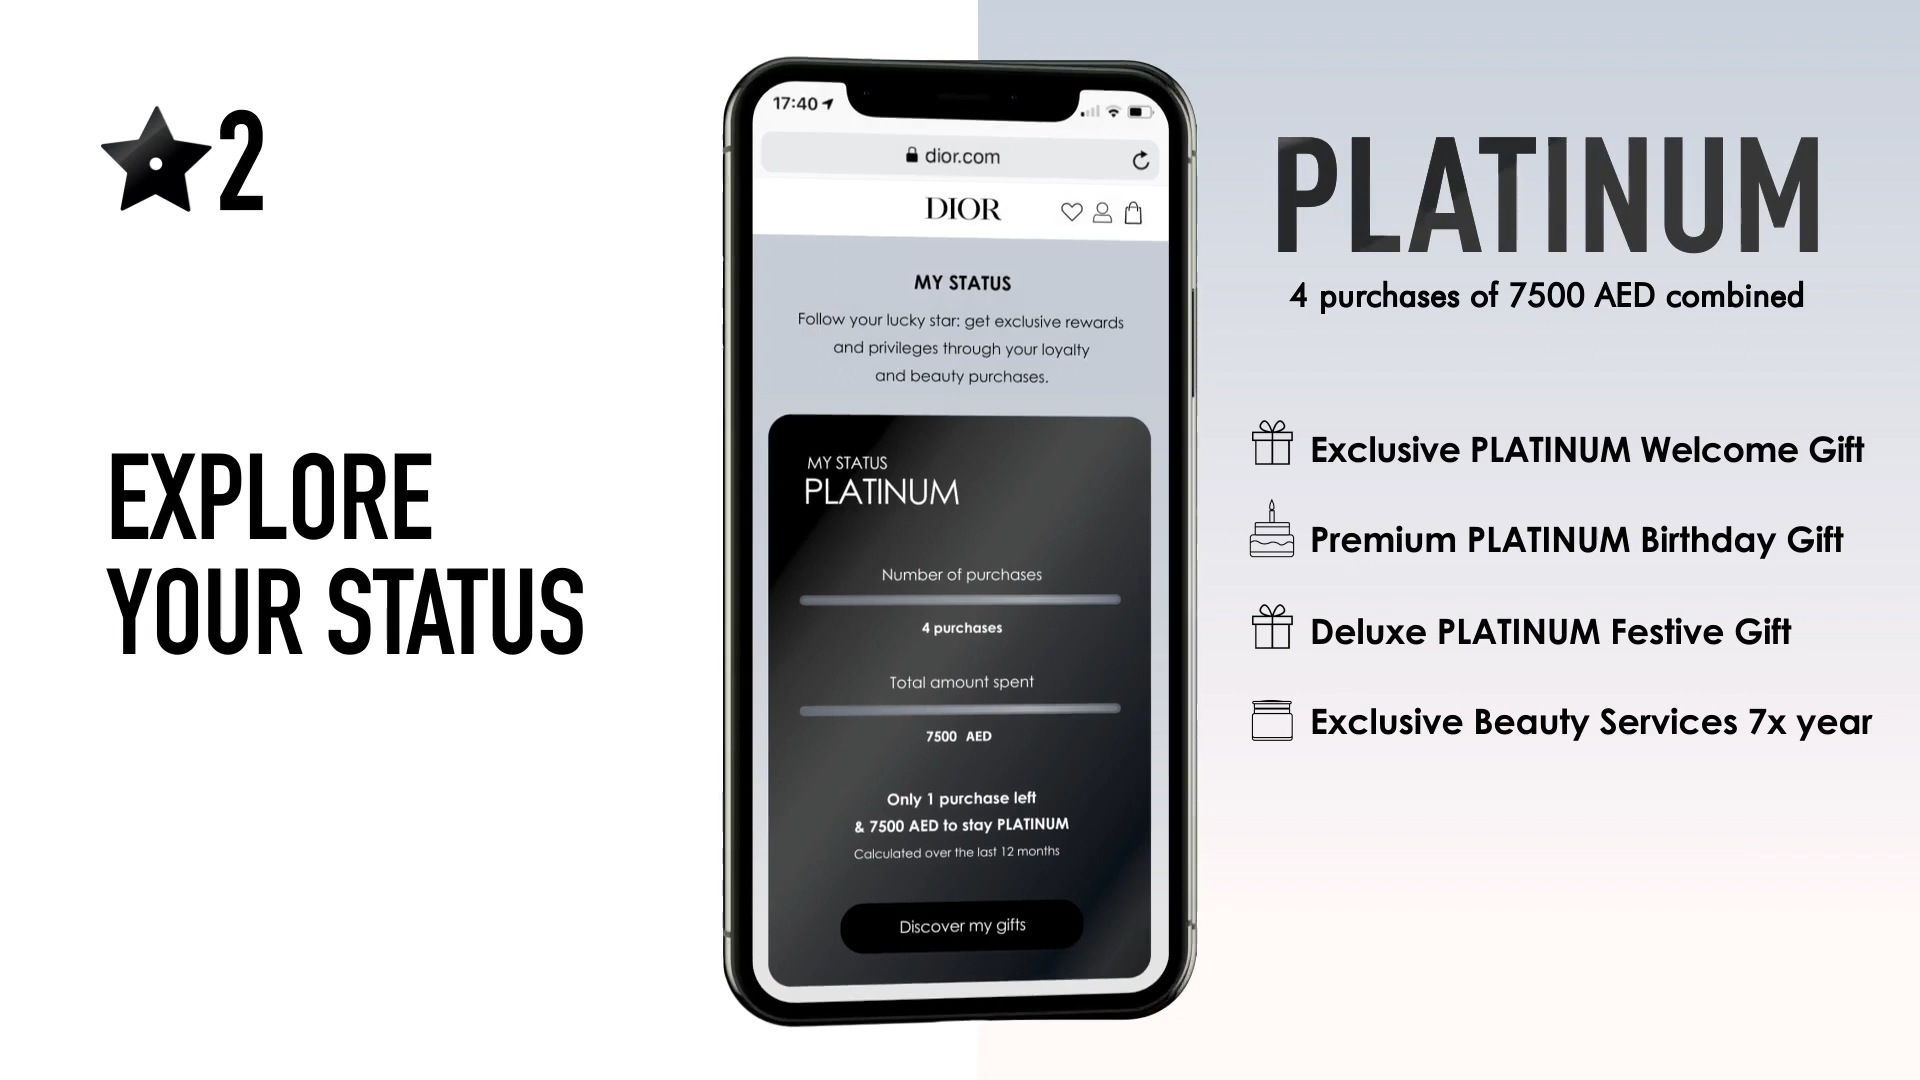 2
EXPLORE
YOUR STATUS
17:40
dior.com
DIOR
MY STATUS
Follow your lucky star: get exclusive rewards
and privileges through your loyalty
and beauty purchases.
MY STATUS
PLATINUM
Number of purchases
4 purchases
Total amount spent
7500 AED
Only 1 purchase left
& 7500 AED to stay PLATINUM
Calculated over the last 12 months
Discover my gifts
PLATINUM
4 purchases of 7500 AED combined
Exclusive PLATINUM Welcome Gift
Premium PLATINUM Birthday Gift
Deluxe PLATINUM Festive Gift
Exclusive Beauty Services 7x year